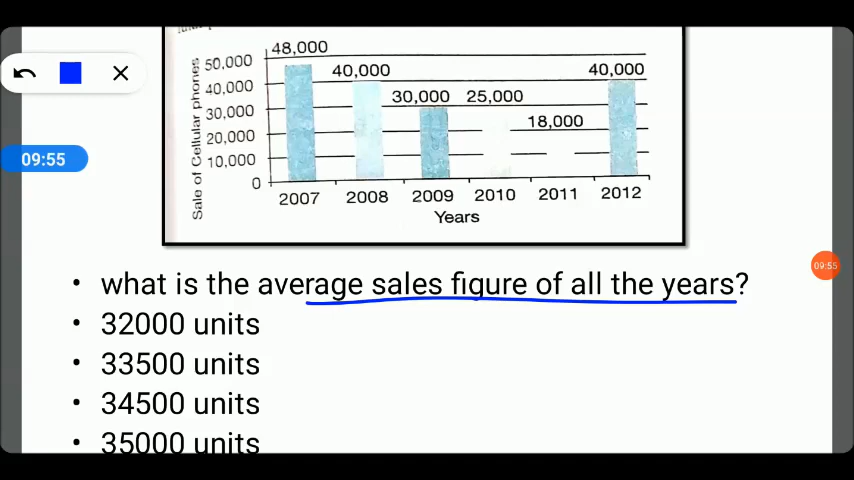 48,000
50,000
40,000
40,000
40,000
30,000
25,000
30,000
18,000
20,000
10,000
0
Sale of Cellular phones
2007 2008 2009 2010 2011 2012
Years
09:55
09:55
• what is the average sales figure of all the years?
• 32000 units
• 33500 units
• 34500 units
• 35000 units